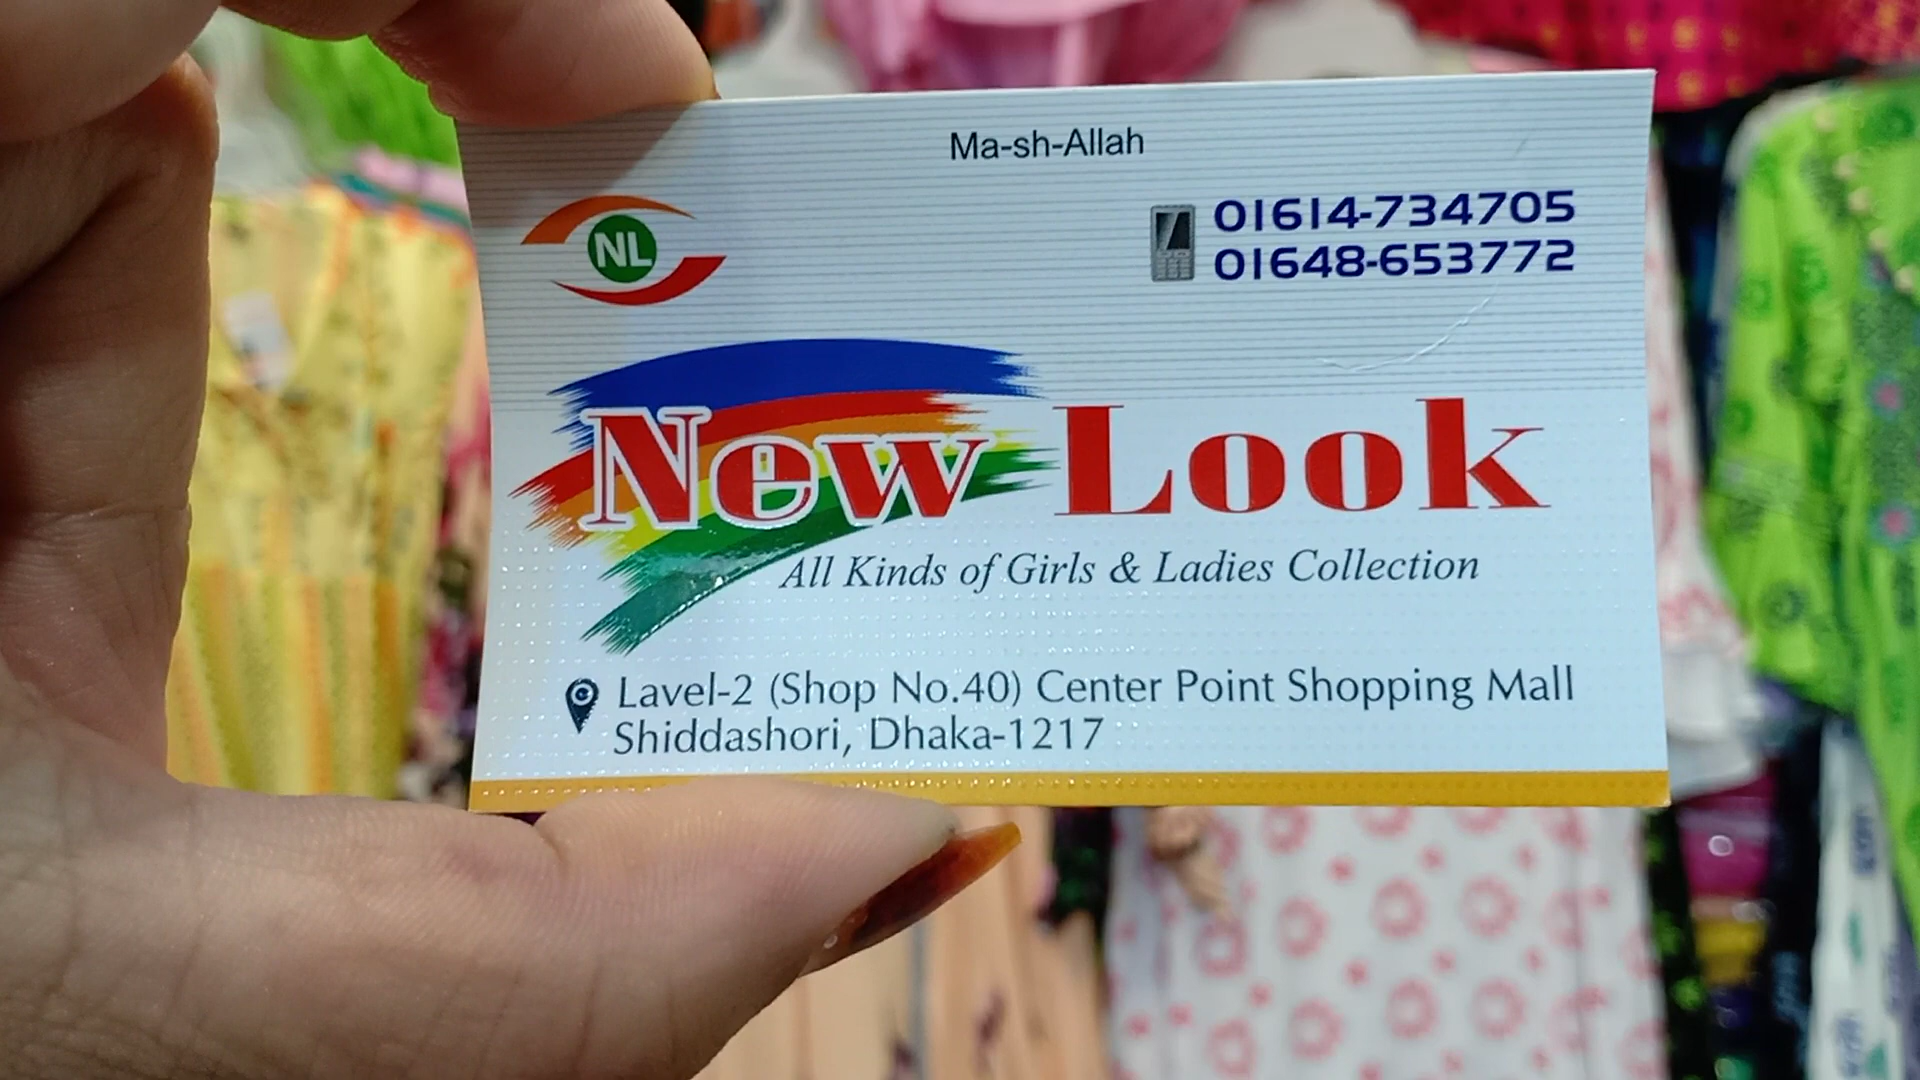 Ma-sh-Allah
NL
01614-734705
01648-653772
New Look
All Kinds of Girls & Ladies Collection
Lavel-2 (Shop No.40) Center Point Shopping Mall
Shiddashori, Dhaka-1217